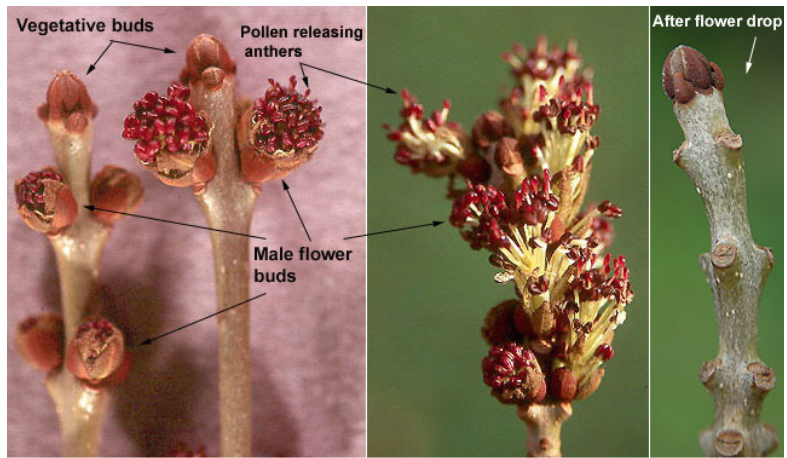 Vegetative buds
Pollen releasing
anthers
After flower drop
Male flower
buds